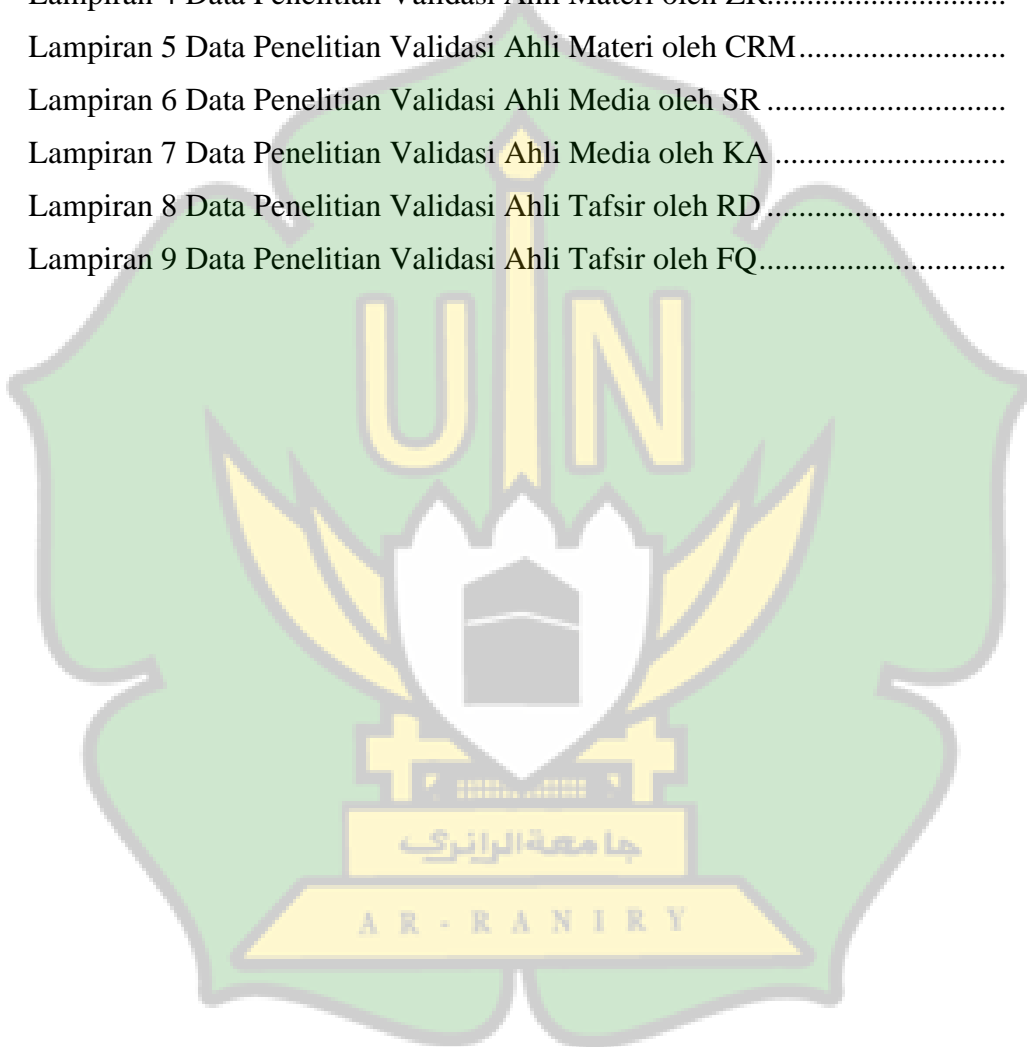 Lampiran 4 Data Penelitian Validasi Ahli Materi oleh ZR..............................
Lampiran 5 Data Penelitian Validasi Ahli Materi oleh CRM..........................
Lampiran 6 Data Penelitian Validasi Ahli Media oleh SR ..............................
Lampiran 7 Data Penelitian Validasi Ahli Media oleh KA .............................
Lampiran 8 Data Penelitian Validasi Ahli Tafsir oleh RD ..............................
Lampiran 9 Data Penelitian Validasi Ahli Tafsir oleh FQ...............................
UIN
جامعة الرانري
AR-RANIRY